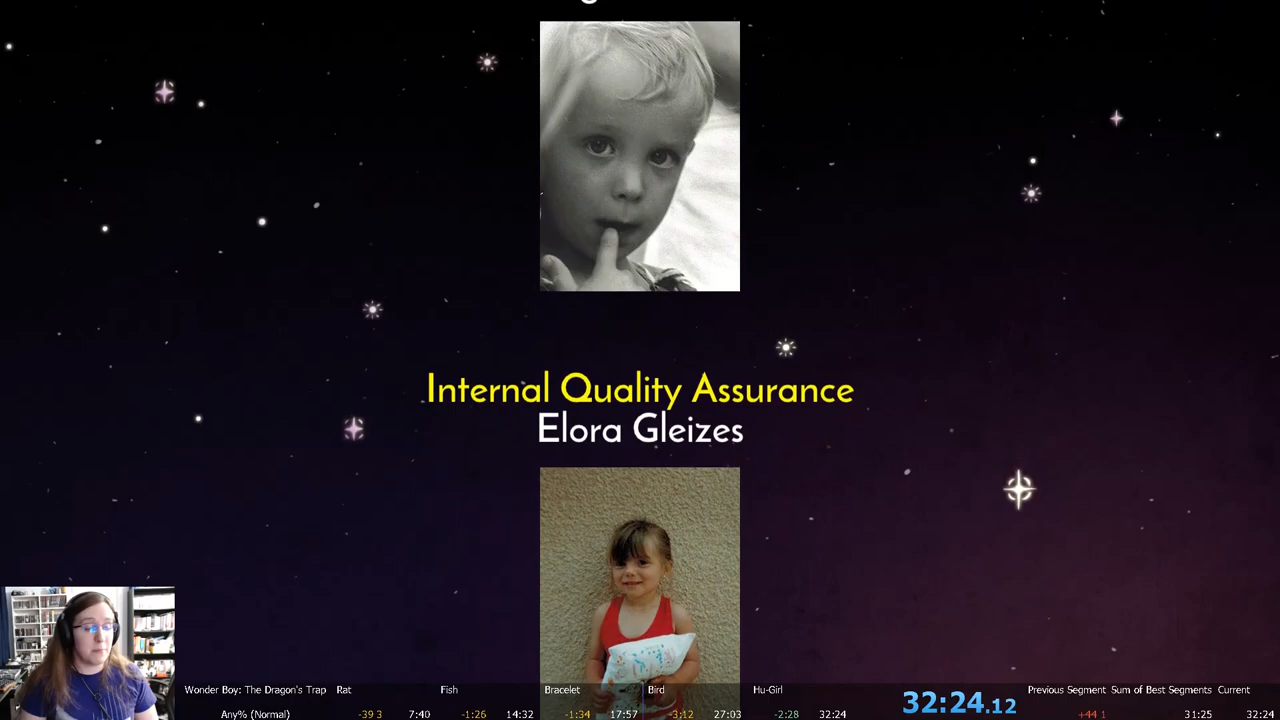 Internal Quality Assurance
Elora Gleizes
Wonder Boy: The Dragon's Trap Rat Fish Bracelet Bird Hu-Girl 32:24.12 Previous Segment Sum of Best Segments Current
Any% (Normal) -39 3 7:40 -1:26 14:32 -1:34 17:57 -3:12 27:03 -2:28 32:24 +44 1 31:25 32:24